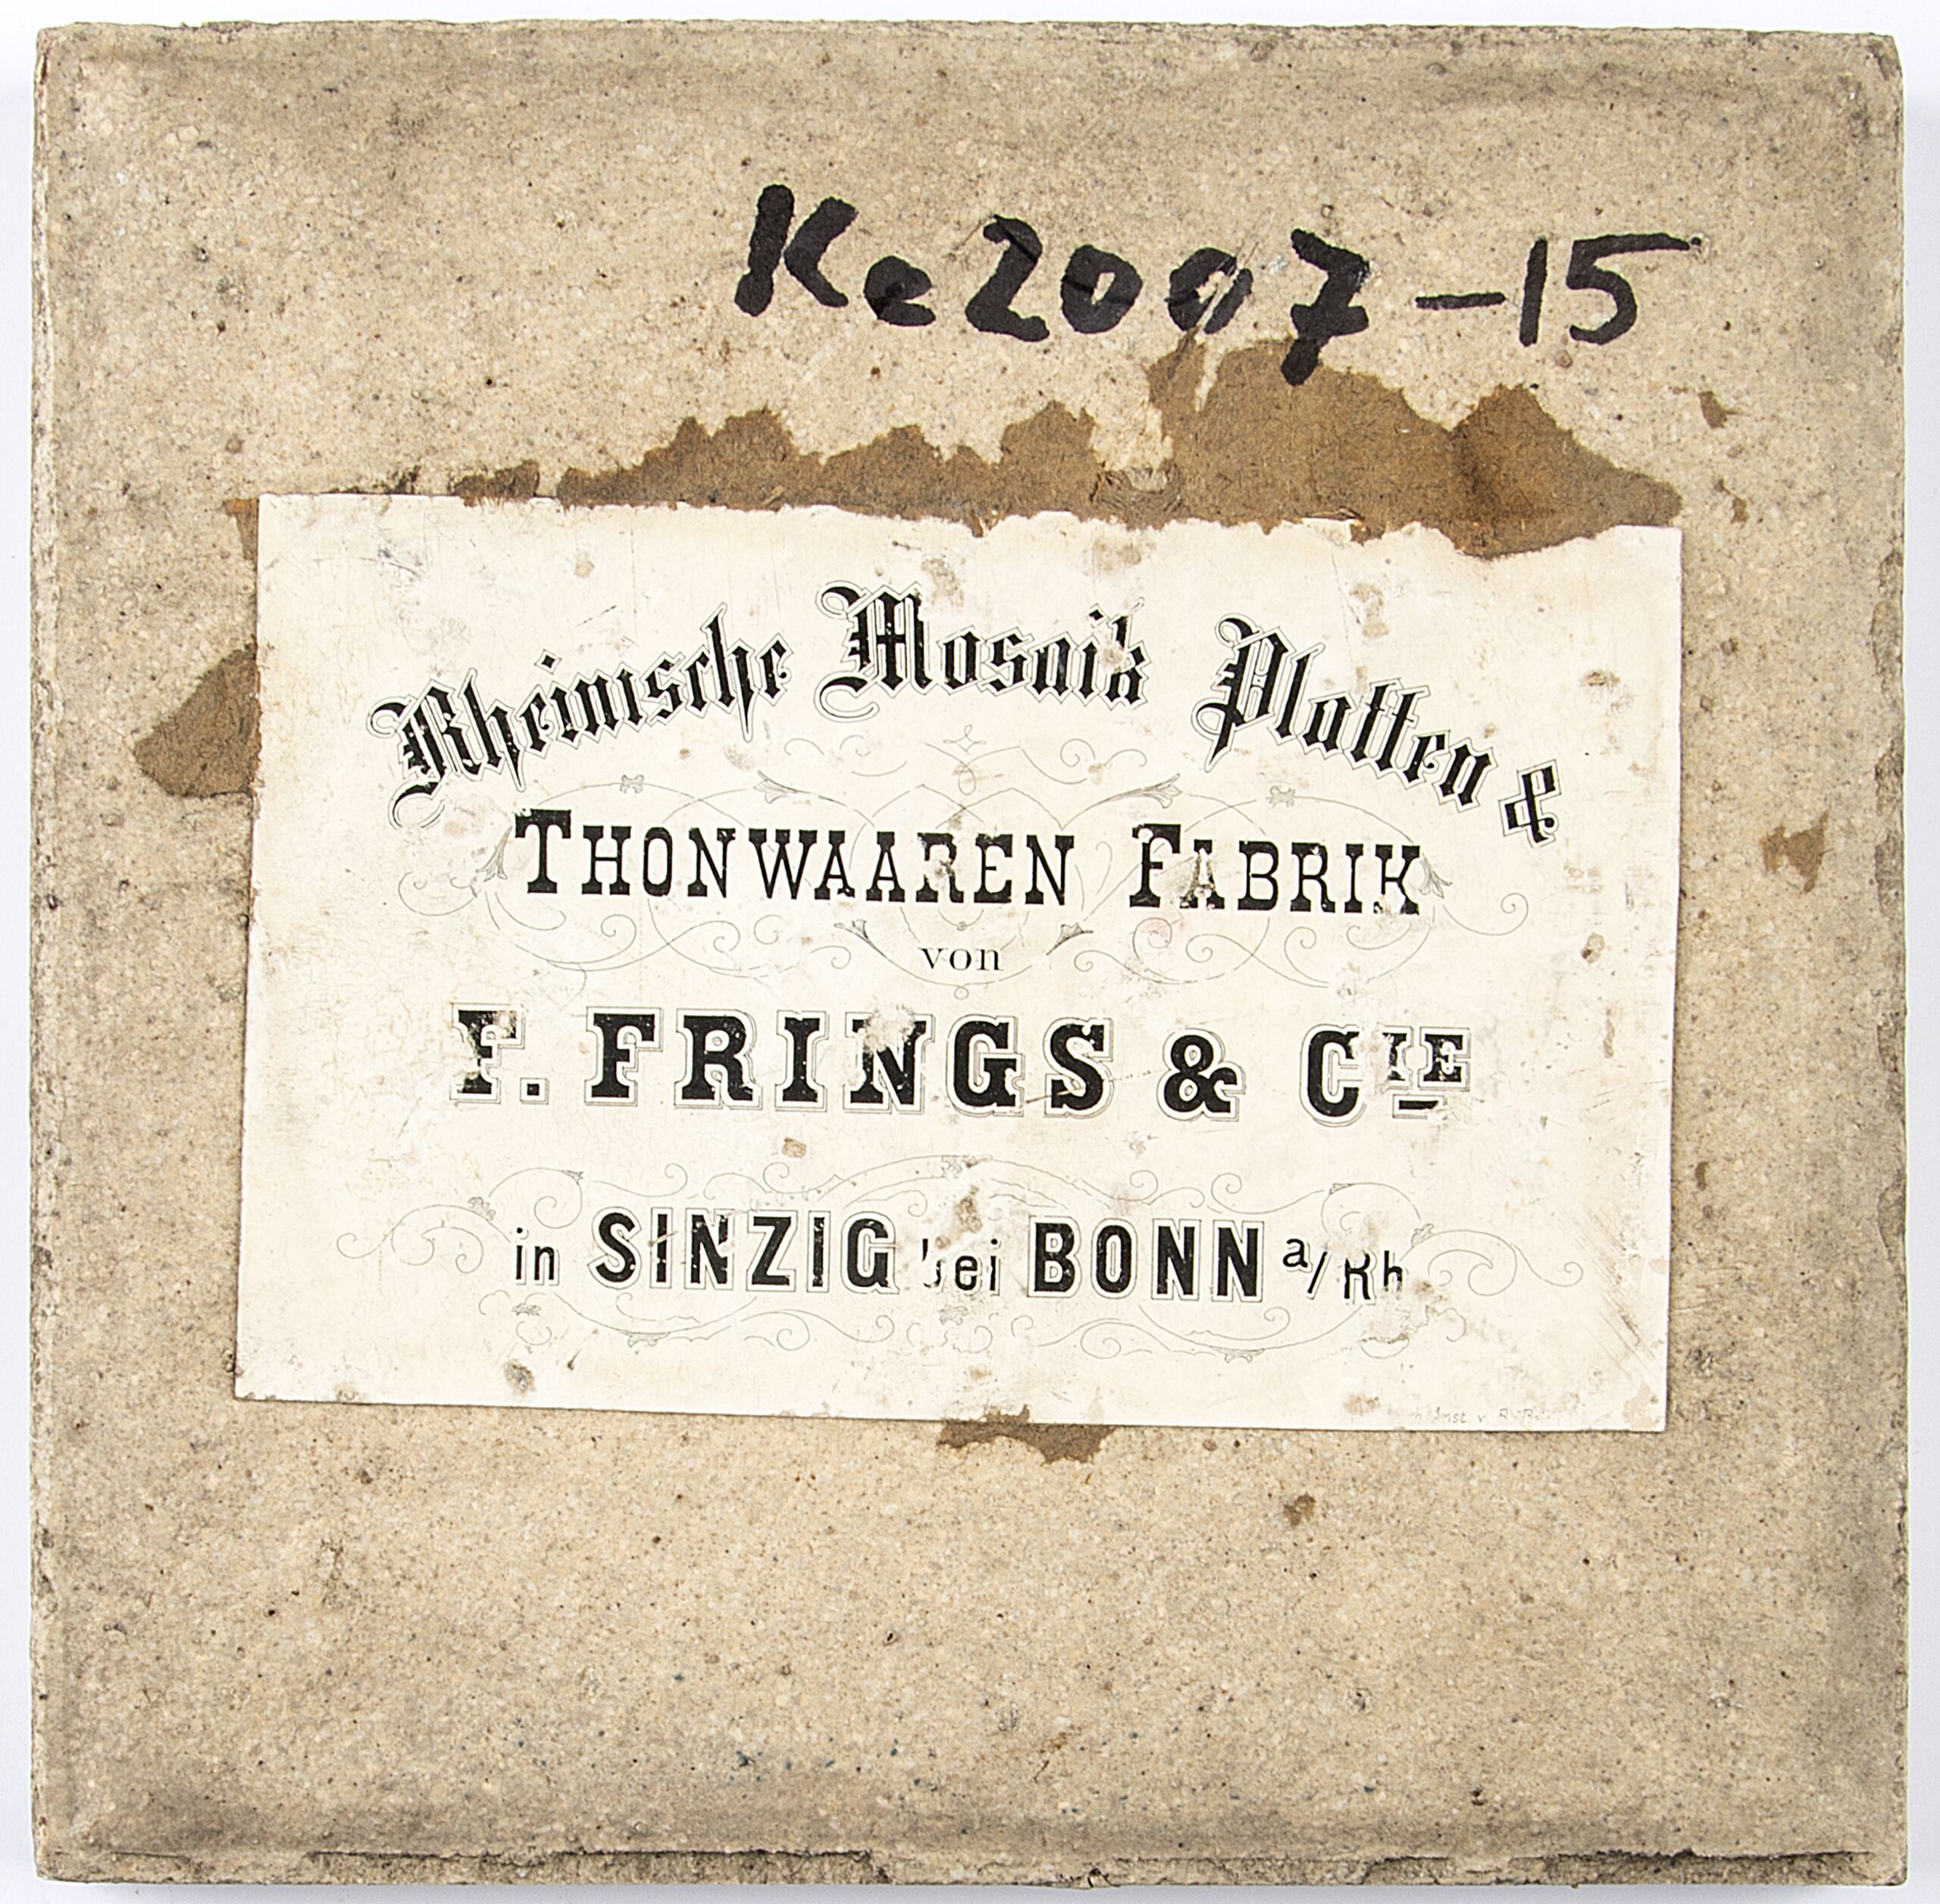 Ke2007-15
Rheinische Mosaik Platten &
THONWAAREN FABRIK
von
F. FRINGS & CIE
in SINZIG bei BONN a/Rh